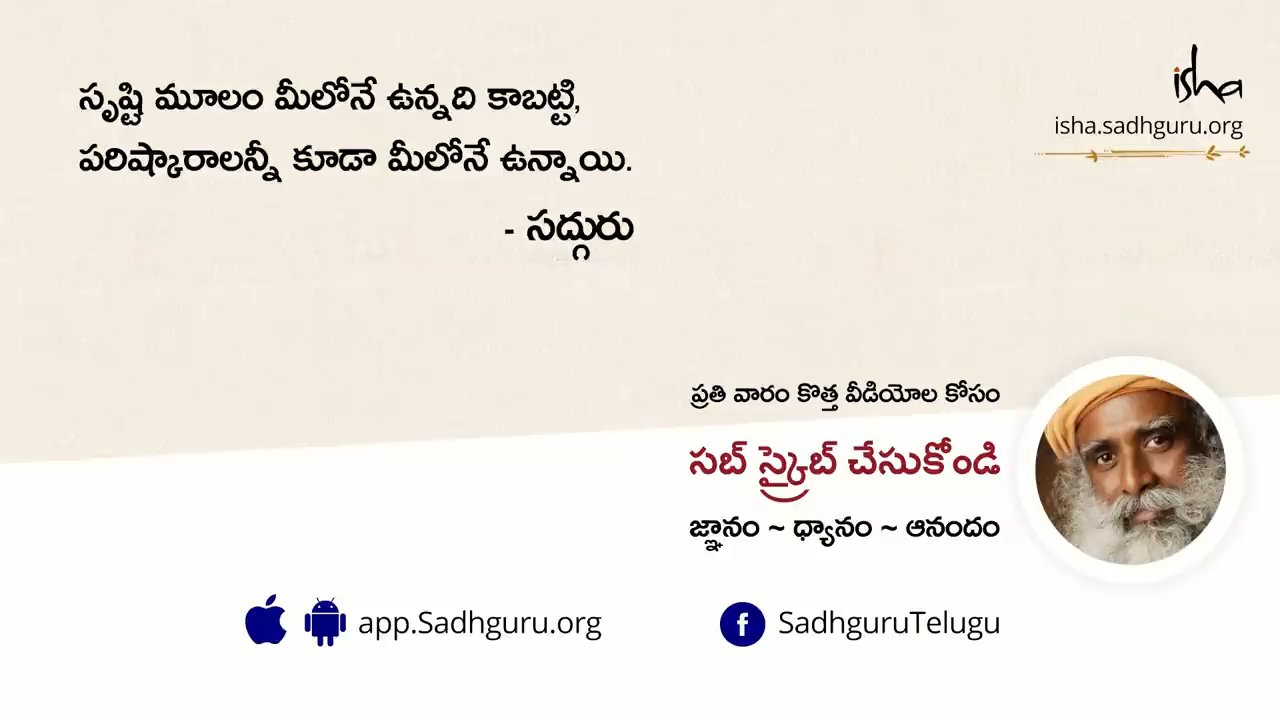 సృష్టి మూలం మీలోనే ఉన్నది కాబట్టి,
పరిష్కారాలన్నీ కూడా మీలోనే ఉన్నాయి.
- సద్గురు
isha
isha.sadhguru.org
ప్రతి వారం కొత్త వీడియోల కోసం
సబ్ స్క్రైబ్ చేసుకోండి
జ్ఞానం ~ ధ్యానం ~ ఆనందం
app.Sadhguru.org
SadhguruTelugu